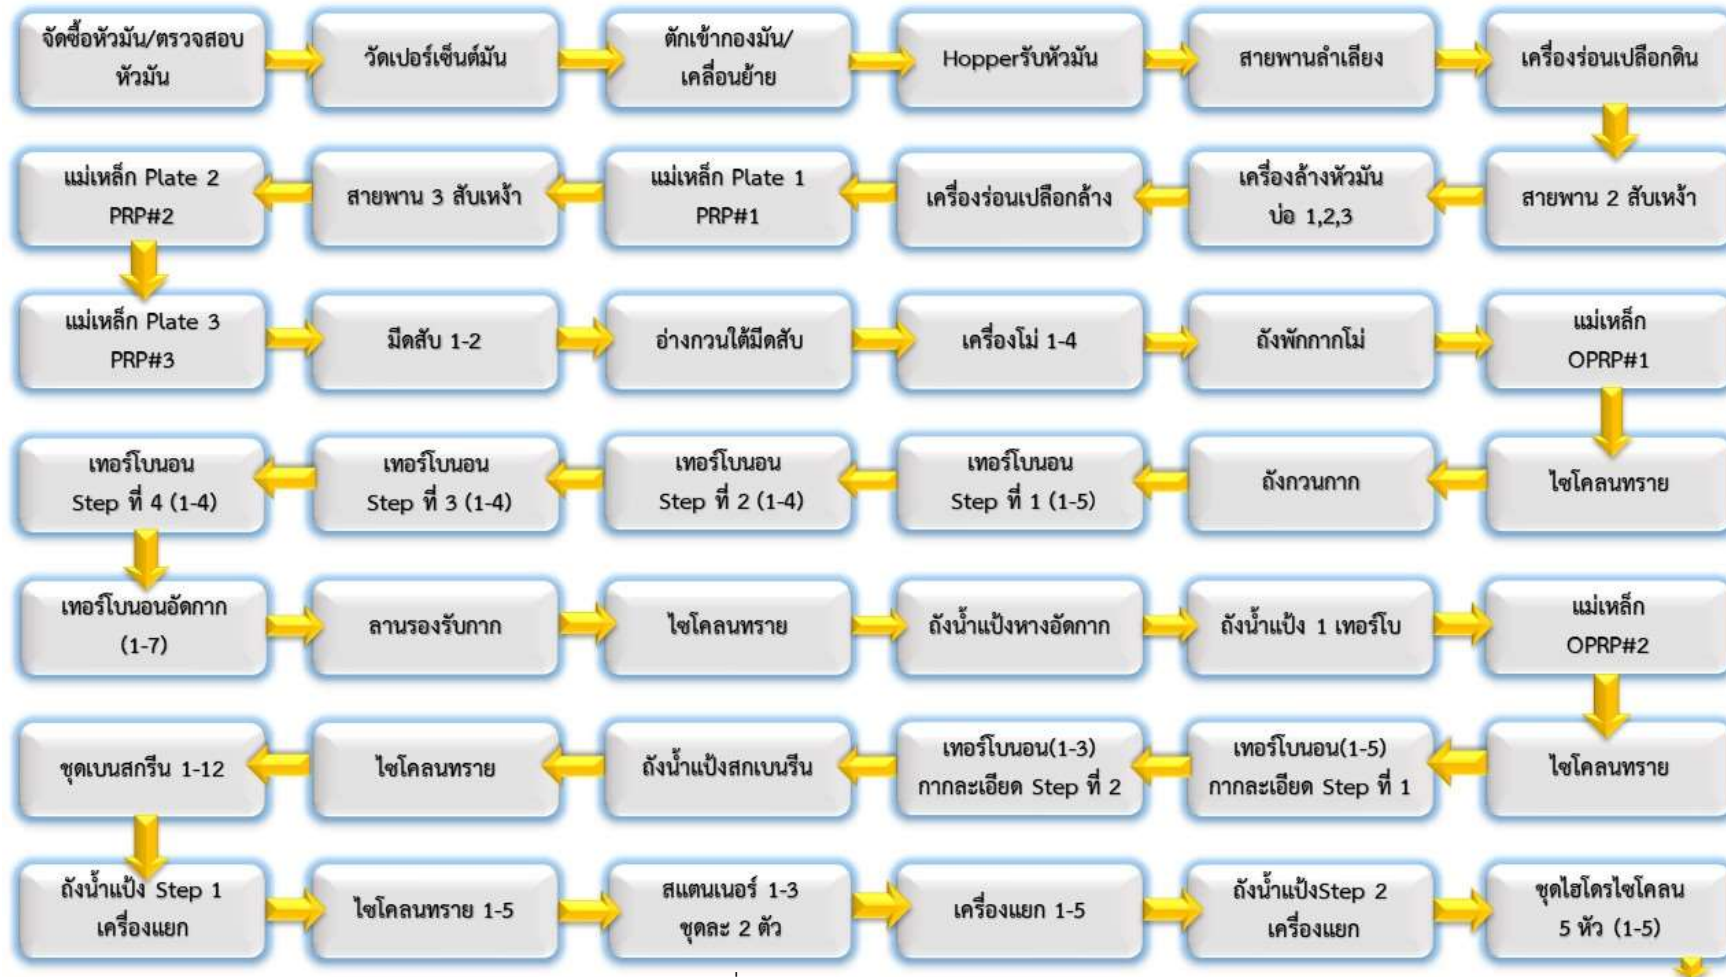 จัดซื้อหัวมัน/ตรวจสอบ
หัวมัน
วัดเปอร์เซ็นต์มัน
ตักเข้ากองมัน/
เคลื่อนย้าย
Hopperรับหัวมัน
สายพานลำเลียง
เครื่องร่อนเปลือกดิน
แม่เหล็ก Plate 2
PRP#2
สายพาน 3 สับเหง้า
แม่เหล็ก Plate 1
PRP#1
เครื่องร่อนเปลือกล้าง
เครื่องล้างหัวมัน
บ่อ 1,2,3
สายพาน 2 สับเหง้า
แม่เหล็ก Plate 3
PRP#3
มีดสับ 1-2
อ่างกวนใต้มีดสับ
เครื่องโม่ 1-4
ถังพักกากโม่
แม่เหล็ก
OPRP#1
เทอร์โบนอน
Step ที่ 4 (1-4)
เทอร์โบนอน
Step ที่ 3 (1-4)
เทอร์โบนอน
Step ที่ 2 (1-4)
เทอร์โบนอน
Step ที่ 1 (1-5)
ถังกวนกาก
ไซโคลนทราย
เทอร์โบนอนอัดกาก
(1-7)
ลานรองรับกาก
ไซโคลนทราย
ถังน้ำแป้งหางอัดกาก
ถังน้ำแป้ง 1 เทอร์โบ
แม่เหล็ก
OPRP#2
ชุดเบนสกรีน 1-12
ไซโคลนทราย
ถังน้ำแป้งสกเบนรีน
เทอร์โบนอน(1-3)
กากละเอียด Step ที่ 2
เทอร์โบนอน(1-5)
กากละเอียด Step ที่ 1
ไซโคลนทราย
ถังน้ำแป้ง Step 1
เครื่องแยก
ไซโคลนทราย 1-5
สแตนเนอร์ 1-3
ชุดละ 2 ตัว
เครื่องแยก 1-5
ถังน้ำแป้งStep 2
เครื่องแยก
ชุดไฮโดรไซโคลน
5 หัว (1-5)